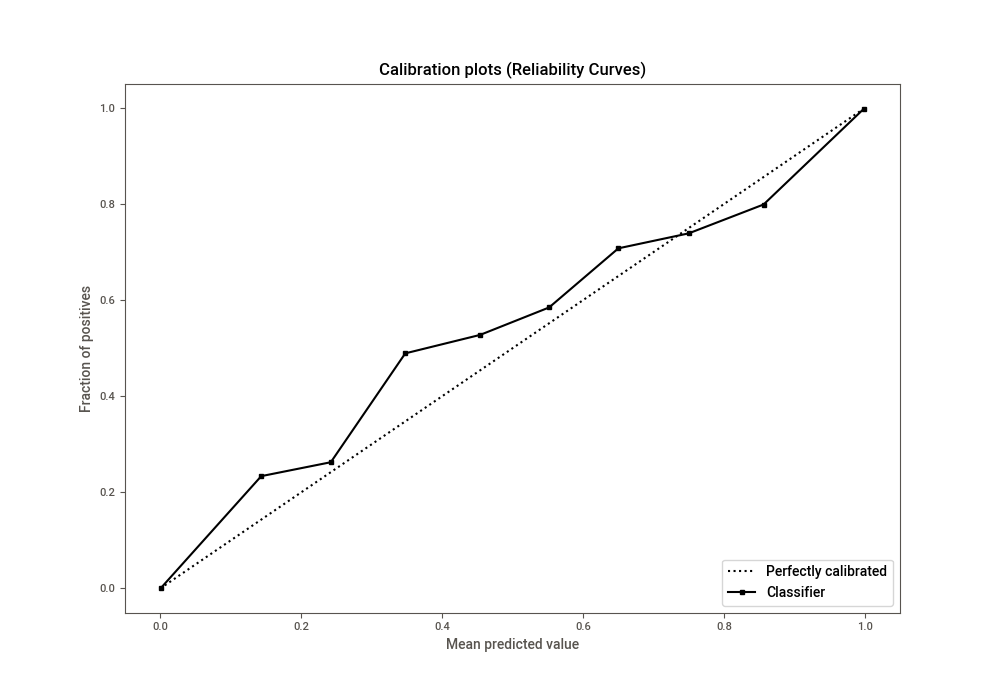 Calibration plots (Reliability Curves)
1.0
0.8
0.6
0.4
0.2
0.0
Fraction of positives
0.0 0.2 0.4 0.6 0.8 1.0
Mean predicted value
Perfectly calibrated
Classifier